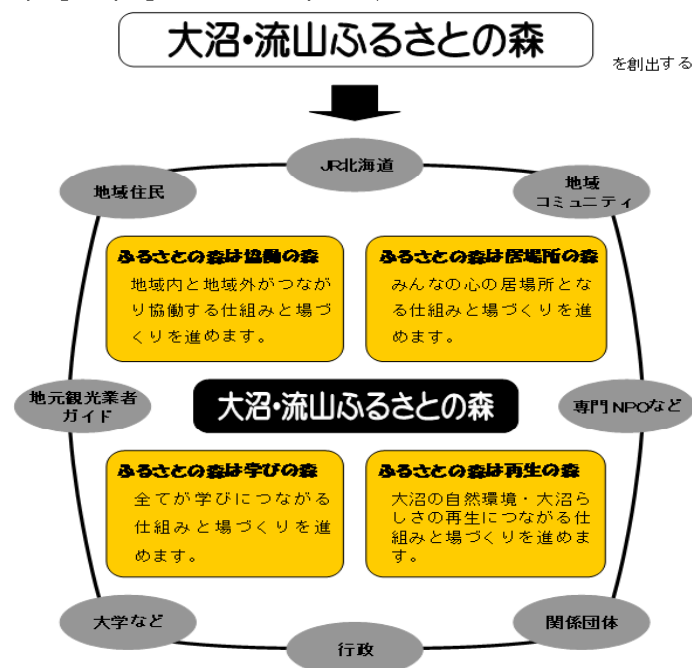 大沼・流山ふるさとの森
を創出する
JR北海道
地域住民
地域
コミュニティ
ふるさとの森は協働の森
地域内と地域外がつなが
り協働する仕組みと場づ
くりを進めます。
ふるさとの森は居場所の森
みんなの心の居場所とな
る仕組みと場づくりを進
めます。
地元観光業者
ガイド
大沼・流山ふるさとの森
専門NPOなど
ふるさとの森は学びの森
全てが学びにつながる
仕組みと場づくりを進
めます。
ふるさとの森は再生の森
大沼の自然環境・大沼ら
しさの再生につながる仕
組みと場づくりを進めま
す。
大学など
関係団体
行政